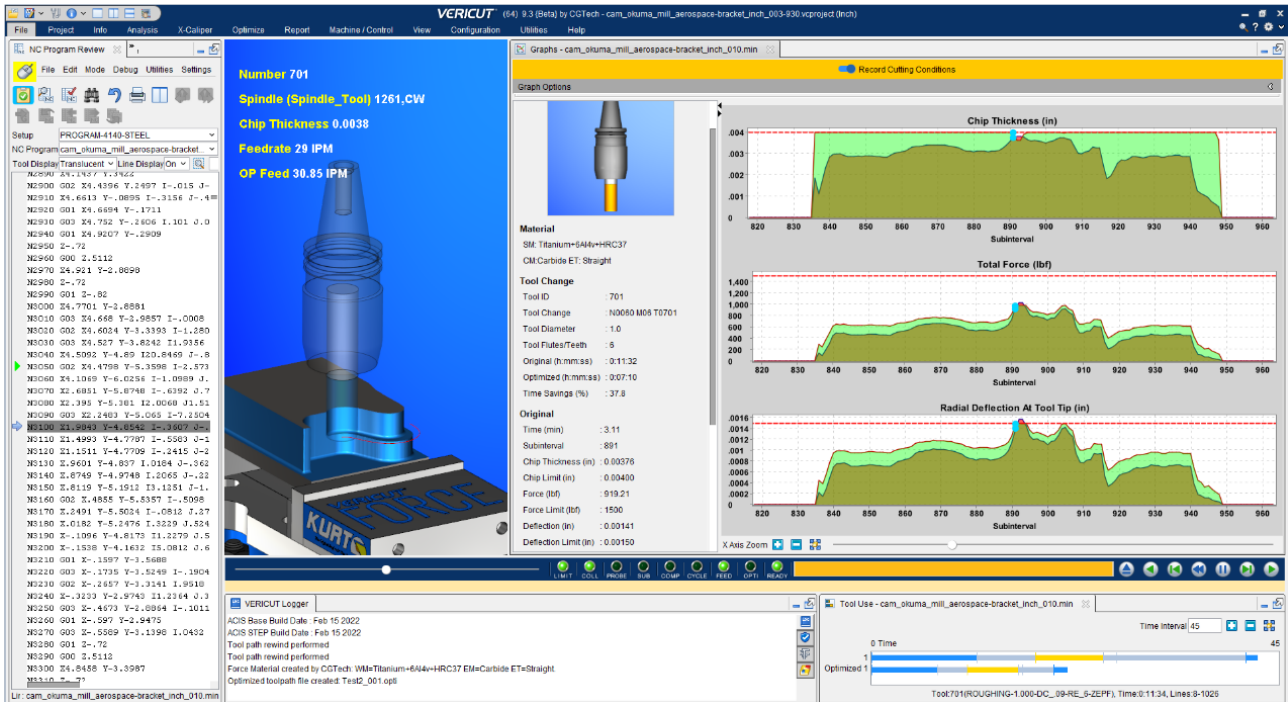 VERICUT (64) 9.3 (Beta) by CGTech - cam_okuma_mill_aerospace-bracket_inch_003-930.vcproject (Inch)
File Project Info Analysis X-Caliper Optimize Report Machine / Control View Configuration Utilities Help
NC Program Review
File Edit Mode Debug Utilities Settings
Setup PROGRAM-4140-STEEL
NC Program cam_okuma_mill_aerospace-bracket...
Tool Display Translucent Line Display On
N2890 X4.1437 Y.3422
N2900 G02 X4.4396 Y.2497 I-.015 J-
N2910 X4.6613 Y-.0895 I-.3156 J-.4
N2920 G01 X4.6694 Y-.1711
N2930 G03 X4.752 Y-.2606 I.101 J.0
N2940 G01 X4.9207 Y-.2909
N2950 Z-.72
N2960 G00 Z.5112
N2970 X4.921 Y-2.8898
N2980 Z-.72
N2990 G01 Z-.82
N3000 X4.7701 Y-2.8881
N3010 G03 X4.668 Y-2.9857 I-.0008
N3020 G02 X4.6024 Y-3.3393 I-1.280
N3030 G03 X4.527 Y-3.8242 I1.9356
N3040 X4.5092 Y-4.89 I20.8469 J-.8
N3050 G02 X4.4798 Y-5.3598 I-2.573
N3060 X4.1069 Y-6.0256 I-1.0989 J.
N3070 X2.6851 Y-5.8748 I-.6392 J.7
N3080 X2.395 Y-5.381 I2.0068 J1.51
N3090 G03 X2.2483 Y-5.065 I-7.2504
N3100 X1.9843 Y-4.8542 I-.3607 J-.
N3110 X1.4993 Y-4.7787 I-.5583 J-1
N3120 X1.1511 Y-4.7709 I-.2415 J-2
N3130 X.9601 Y-4.837 I.0184 J-.362
N3140 X.8749 Y-4.9748 I.2065 J-.22
N3150 X.8119 Y-5.1912 I3.1251 J-1.
N3160 G02 X.4855 Y-5.5357 I-.5098
N3170 X.2491 Y-5.5024 I-.0812 J.27
N3180 X.0182 Y-5.2476 I.3229 J.524
N3190 X-.1096 Y-4.8173 I1.2279 J.5
N3200 X-.1538 Y-4.1632 I5.0812 J.6
N3210 G01 X-.1597 Y-3.5688
N3220 G03 X-.1735 Y-3.5249 I-.1904
N3230 G02 X-.2657 Y-3.3141 I.9518
N3240 X-.3233 Y-2.9743 I1.2364 J.3
N3250 G03 X-.4673 Y-2.8864 I-.1011
N3260 G01 X-.597 Y-2.9475
N3270 G03 X-.5589 Y-3.1398 I.0432
N3280 G01 Z-.72
N3290 G00 Z.5112
N3300 X4.8458 Y-3.3987
Lir : cam_okuma_mill_aerospace-bracket_inch_010.min
Number 701
Spindle (Spindle_Tool) 1261,CW
Chip Thickness 0.0038
Feedrate 29 IPM
OP Feed 30.85 IPM
VERICUT
FORCE
KURT
Graphs - cam_okuma_mill_aerospace-bracket_inch_010.min
Record Cutting Conditions
Graph Options
Material
SM: Titanium+6Al4v+HRC37
CM:Carbide ET: Straight
Tool Change
Tool ID : 701
Tool Change : N0060 M06 T0701
Tool Diameter : 1.0
Tool Flutes/Teeth : 6
Original (h:mm:ss) : 0:11:32
Optimized (h:mm:ss) : 0:07:10
Time Savings (%) : 37.8
Original
Time (min) : 3.11
Subinterval : 891
Chip Thickness (in) : 0.00376
Chip Limit (in) : 0.00400
Force (lbf) : 919.21
Force Limit (lbf) : 1500
Deflection (in) : 0.00141
Deflection Limit (in) : 0.00150
Chip Thickness (in)
.004
.003
.002
.001
0
820 830 840 850 860 870 880 890 900 910 920 930 940 950 960
Subinterval
Total Force (lbf)
1,400
1,200
1,000
800
600
400
200
0
820 830 840 850 860 870 880 890 900 910 920 930 940 950 960
Subinterval
Radial Deflection At Tool Tip (in)
.0016
.0014
.0012
.001
.0008
.0006
.0004
.0002
0
820 830 840 850 860 870 880 890 900 910 920 930 940 950 960
Subinterval
X Axis Zoom
LIMIT COLL PROBE SUB COMP CYCLE FEED OPTI READY
VERICUT Logger
ACIS Base Build Date : Feb 15 2022
ACIS STEP Build Date : Feb 15 2022
Tool path rewind performed
Tool path rewind performed
Force Material created by CGTech: WM=Titanium+6Al4v+HRC37 EM=Carbide ET=Straight.
Optimized toolpath file created: Test2_001.opti
Tool Use - cam_okuma_mill_aerospace-bracket_inch_010.min
Time Interval 45
0 Time 45
1
Optimized 1
Tool:701(ROUGHING-1.000-DC_.09-RE_6-ZEPF), Time:0:11:34, Lines:8-1026